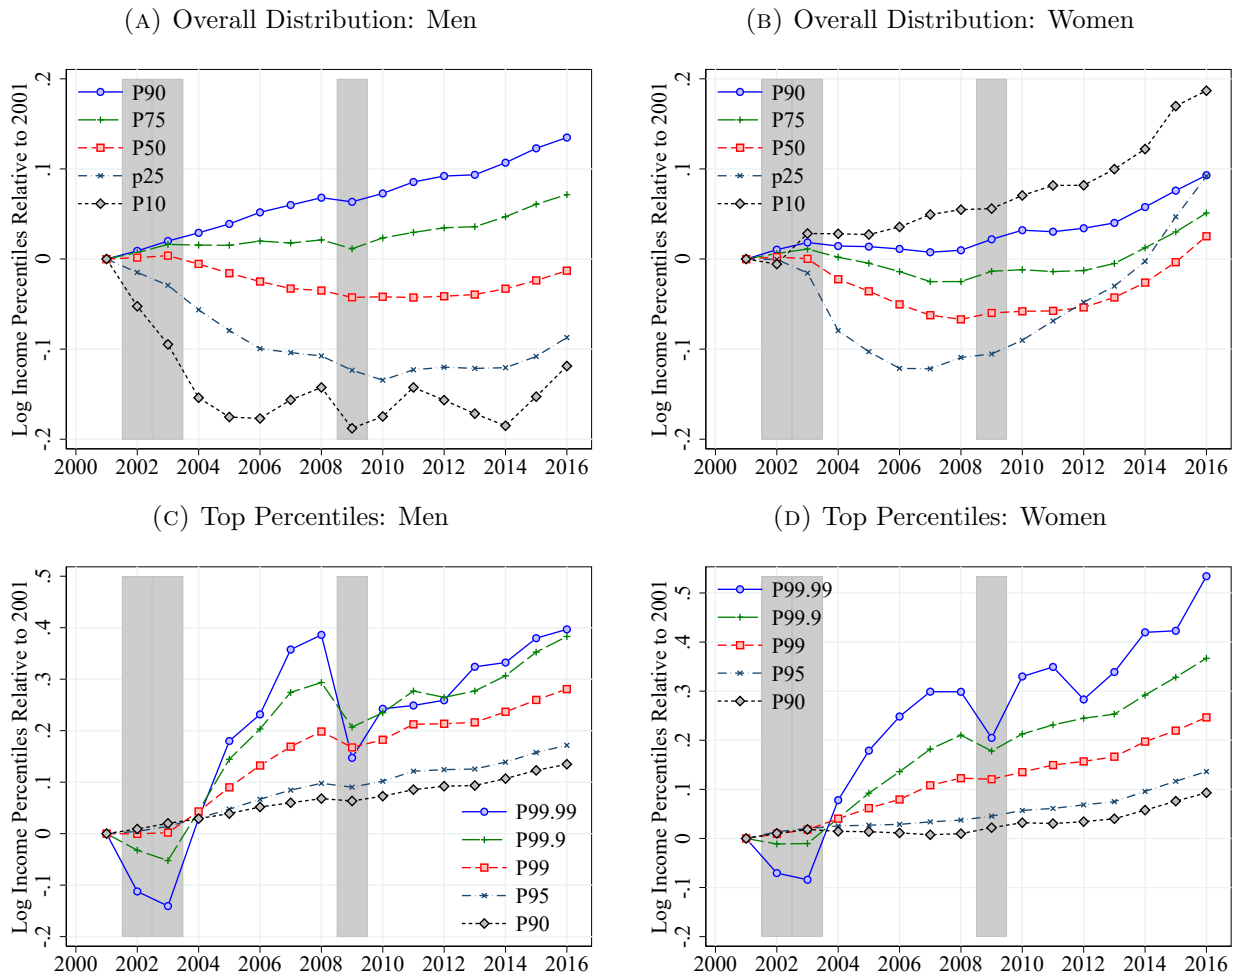 (A) Overall Distribution: Men
Log Income Percentiles Relative to 2001
.2
.1
0
-.1
-.2
P90
P75
P50
p25
P10
2000 2002 2004 2006 2008 2010 2012 2014 2016
(B) Overall Distribution: Women
Log Income Percentiles Relative to 2001
.2
.1
0
-.1
-.2
P90
P75
P50
p25
P10
2000 2002 2004 2006 2008 2010 2012 2014 2016
(C) Top Percentiles: Men
Log Income Percentiles Relative to 2001
.5
.4
.3
.2
.1
0
-.1
-.2
P99.99
P99.9
P99
P95
P90
2000 2002 2004 2006 2008 2010 2012 2014 2016
(D) Top Percentiles: Women
Log Income Percentiles Relative to 2001
.5
.4
.3
.2
.1
0
-.1
-.2
P99.99
P99.9
P99
P95
P90
2000 2002 2004 2006 2008 2010 2012 2014 2016